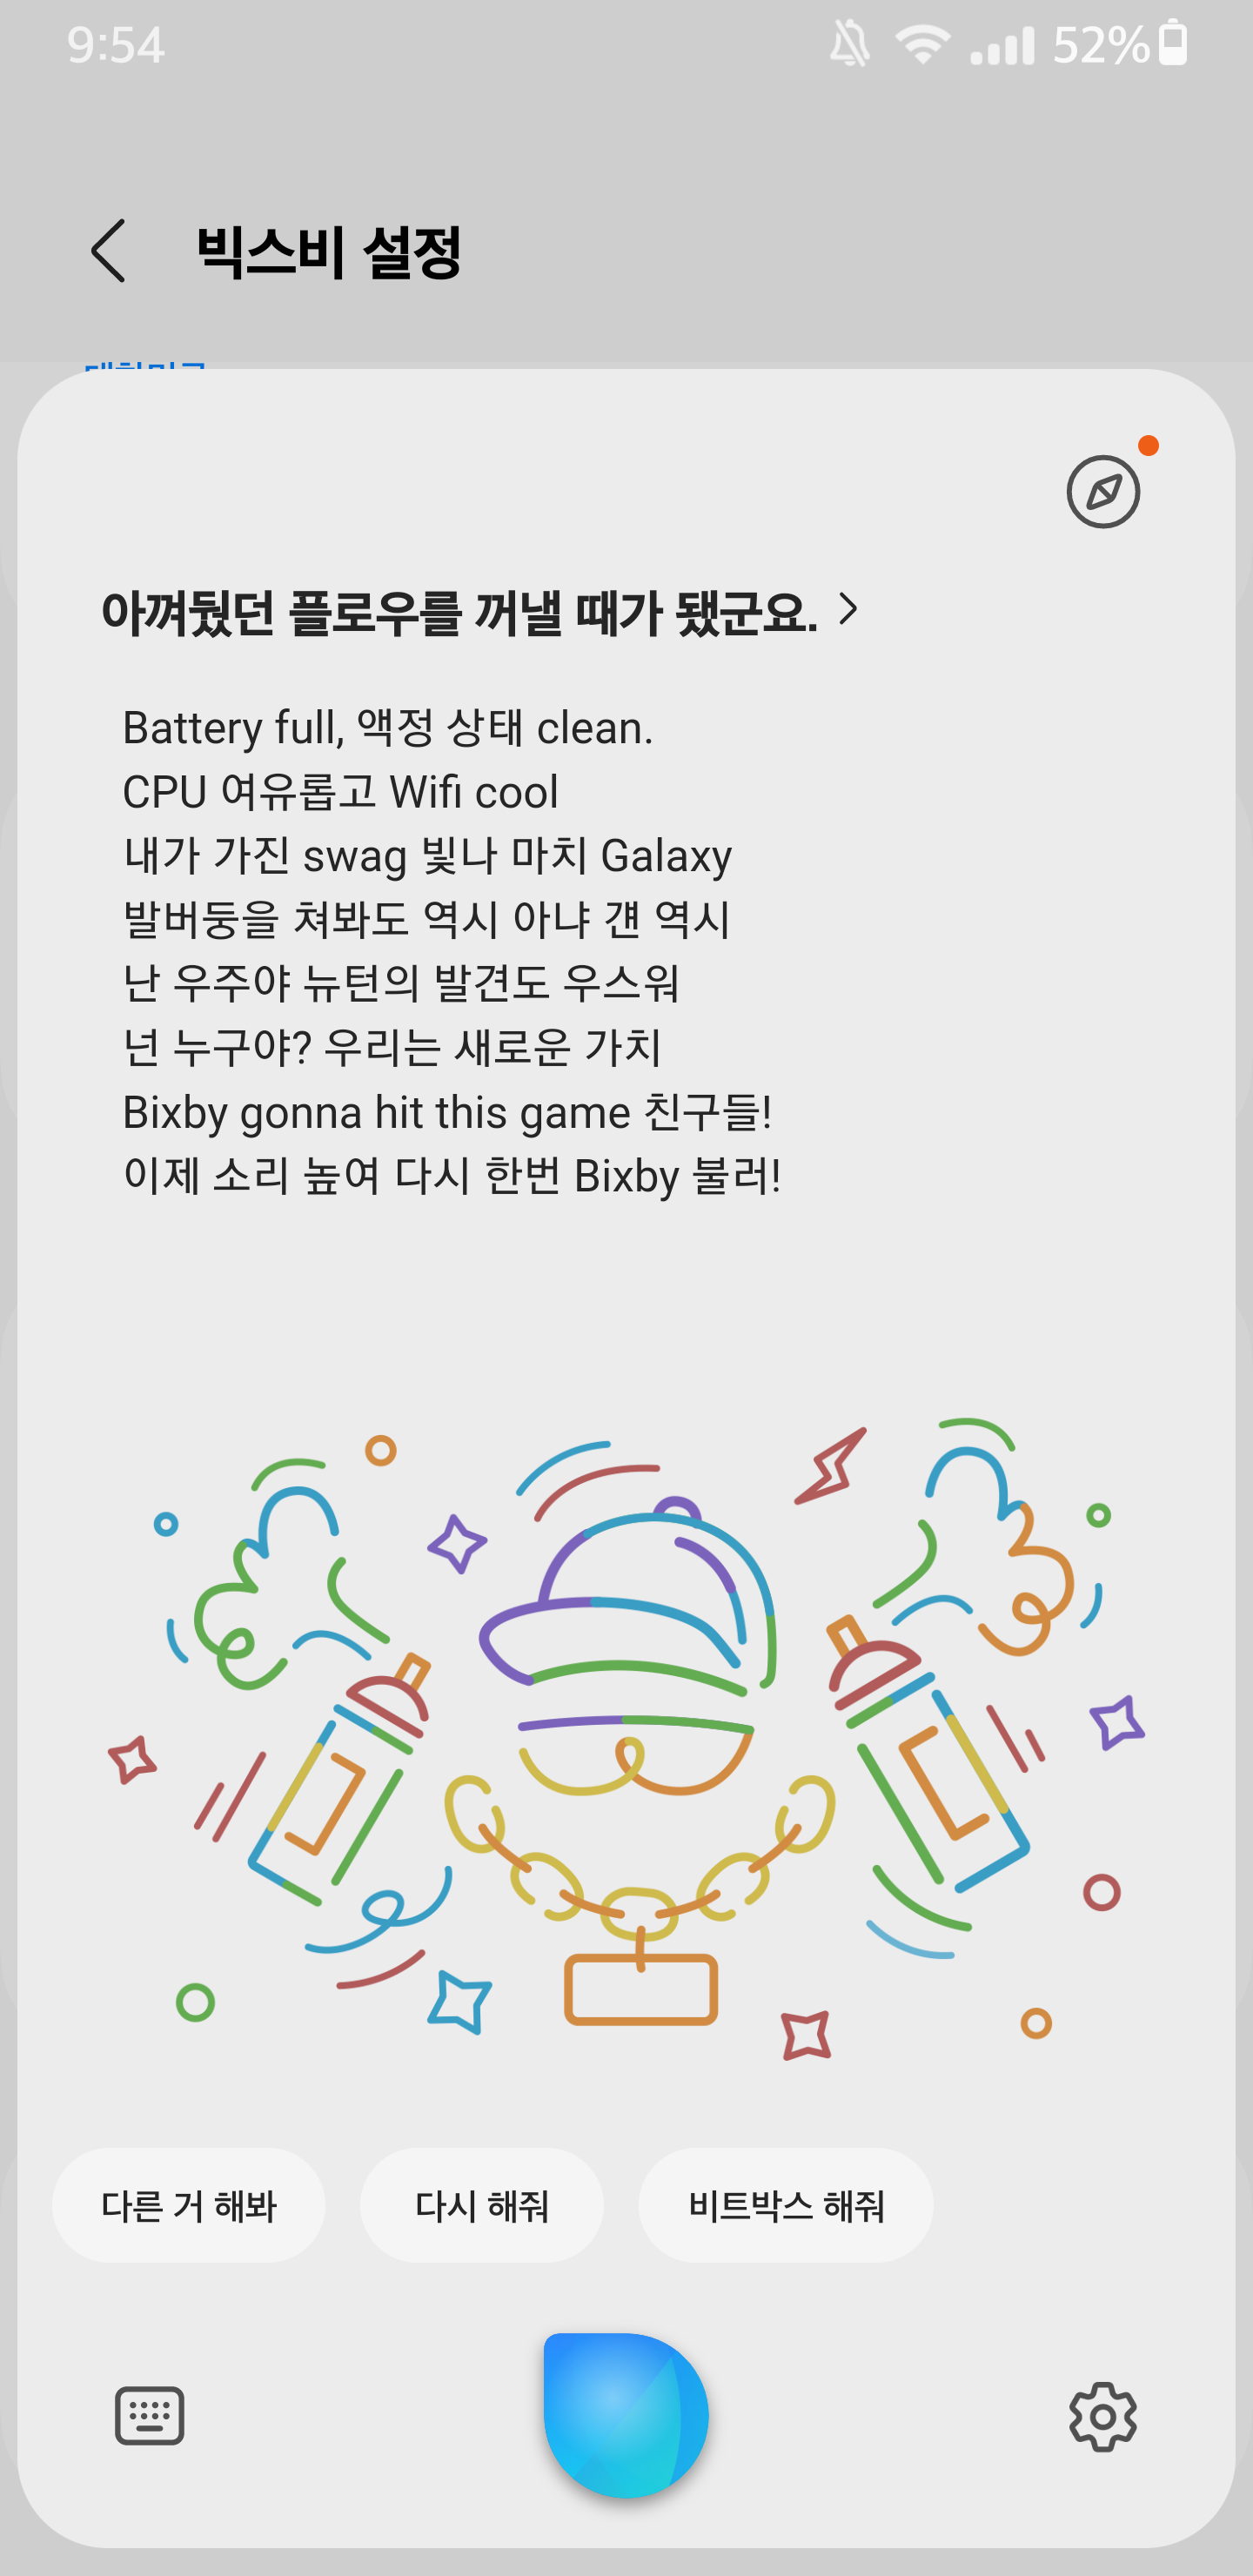 9:54
52%
빅스비 설정
아껴뒀던 플로우를 꺼낼 때가 됐군요.
Battery full, 액정 상태 clean.
CPU 여유롭고 Wifi cool
내가 가진 swag 빛나 마치 Galaxy
발버둥을 쳐봐도 역시 아냐 걘 역시
난 우주야 뉴턴의 발견도 우스워
넌 누구야? 우리는 새로운 가치
Bixby gonna hit this game 친구들!
이제 소리 높여 다시 한번 Bixby 불러!
다른 거 해봐
다시 해줘
비트박스 해줘